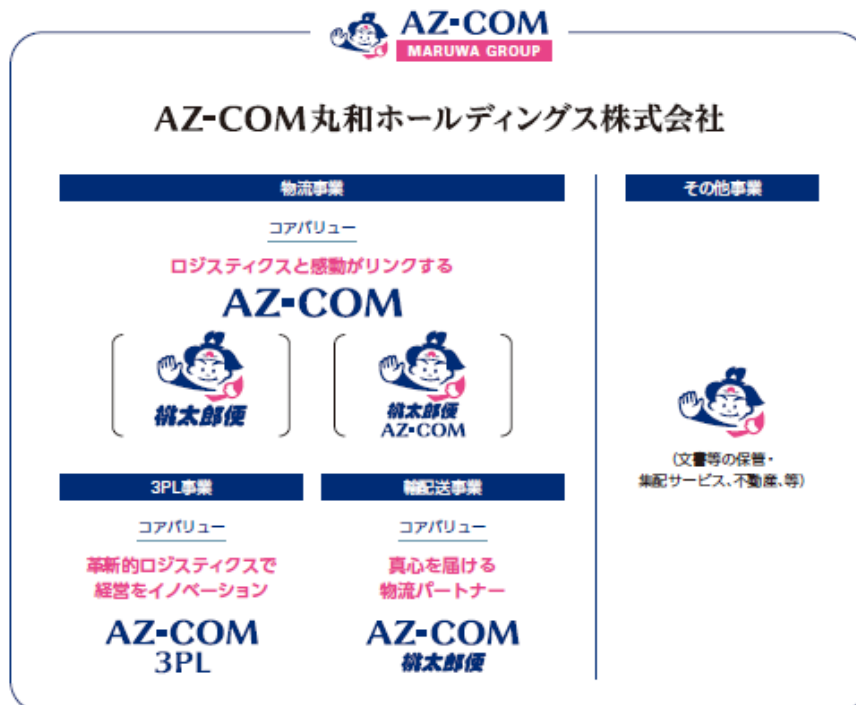 AZ-COM
MARUWA GROUP
AZ-COM丸和ホールディングス株式会社
物流事業
コアバリュー
ロジスティクスと感動がリンクする
AZ-COM
桃太郎便
桃太郎便
AZ-COM
3PL事業
コアバリュー
革新的ロジスティクスで
経営をイノベーション
AZ-COM
3PL
輸配送事業
コアバリュー
真心を届ける
物流パートナー
AZ-COM
桃太郎便
その他事業
(文書等の保管・
集配サービス、不動産、等)